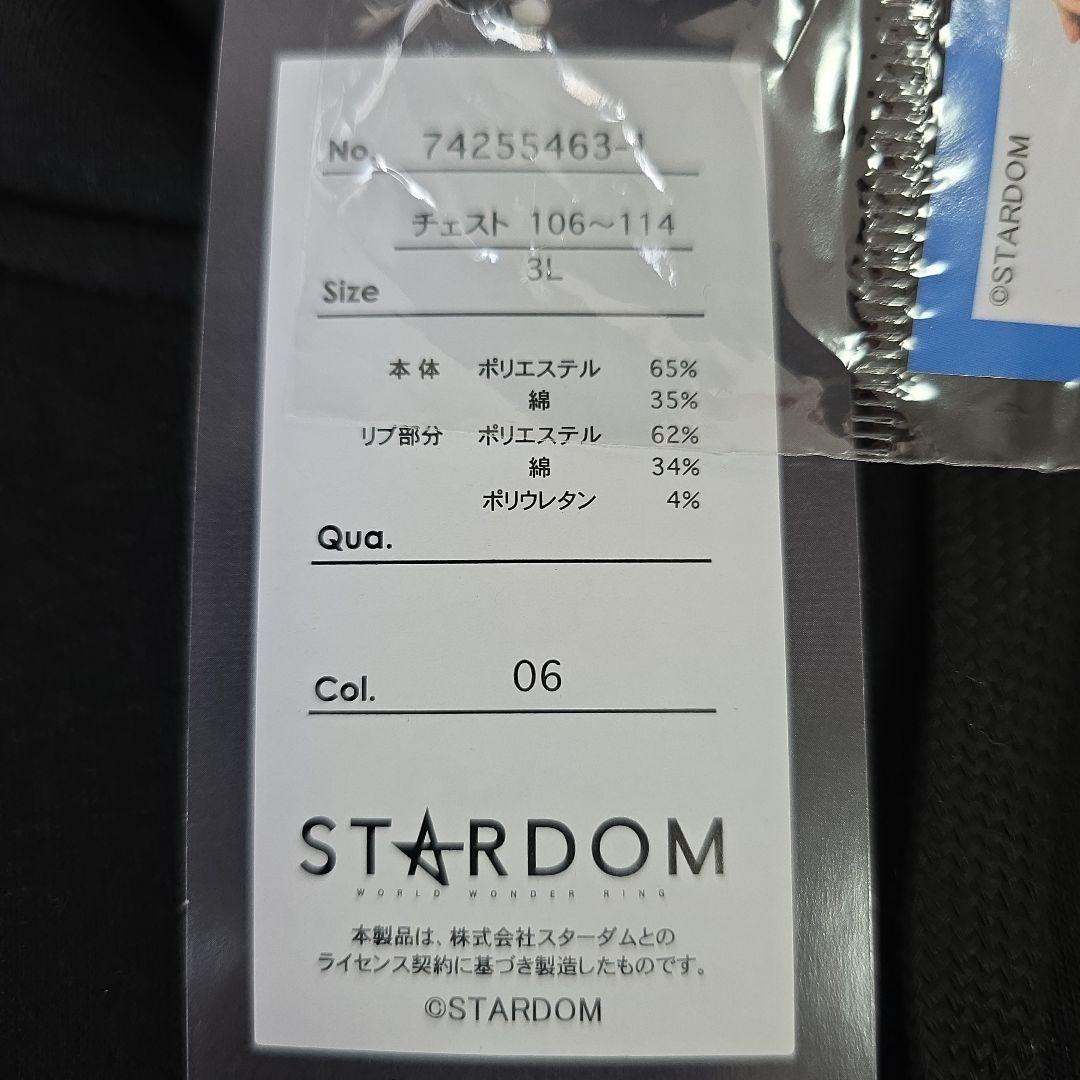 No. 74255463-1
チェスト 106～114
3L
Size
本体 ポリエステル 65%
綿 35%
リブ部分 ポリエステル 62%
綿 34%
ポリウレタン 4%
Qua.
Col. 06
STARDOM
WORLD WONDER RING
本製品は、株式会社スターダムとの
ライセンス契約に基づき製造したものです。
©STARDOM
©STARDOM